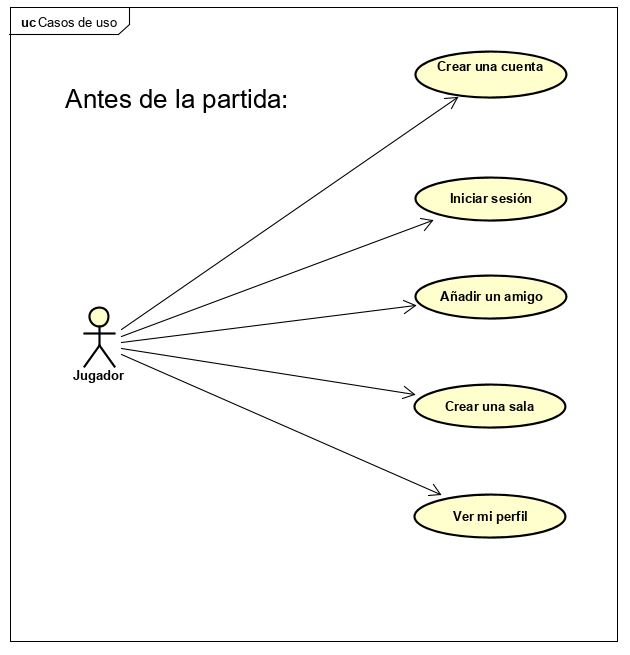 uc Casos de uso
Antes de la partida:
Crear una cuenta
Iniciar sesión
Añadir un amigo
Jugador
Crear una sala
Ver mi perfil